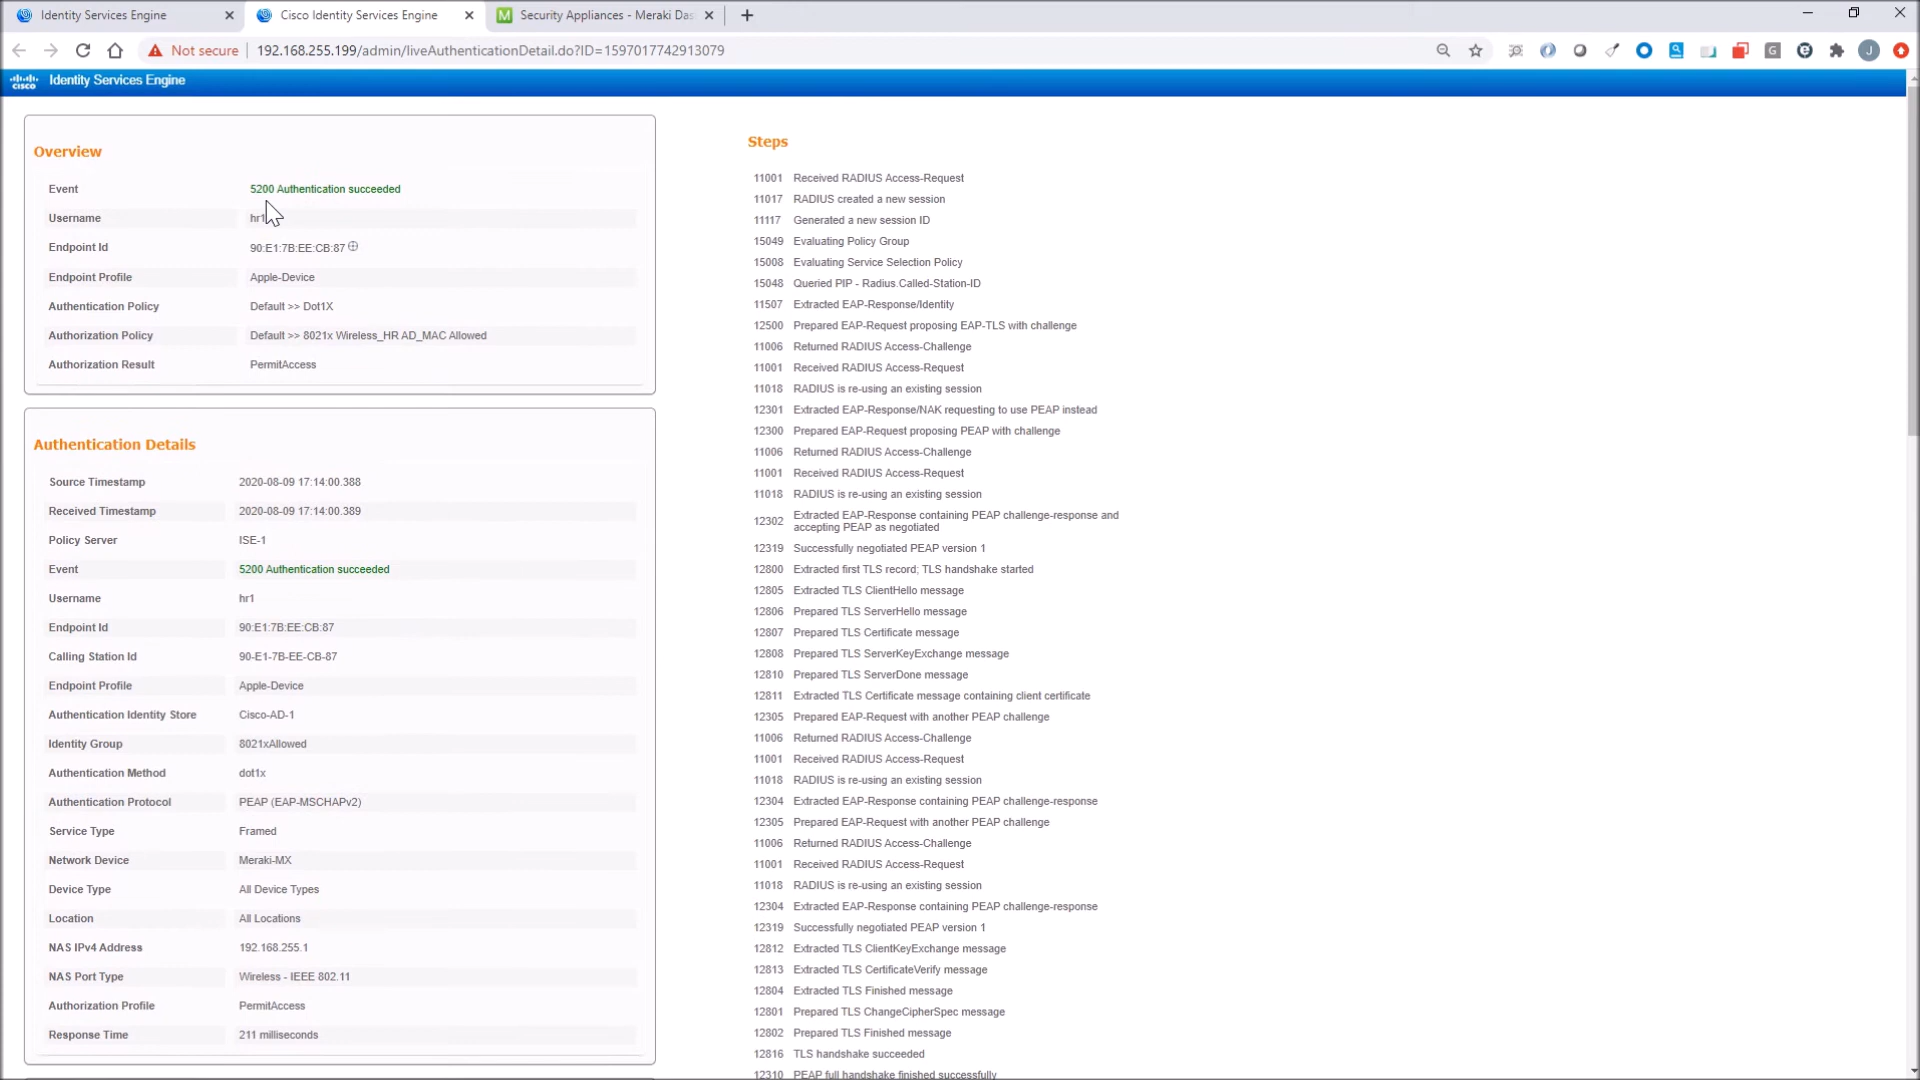 Identity Services Engine
Cisco Identity Services Engine
Security Appliances - Meraki Das
Not secure
192.168.255.199/admin/liveAuthenticationDetail.do?ID=1597017742913079
J
cisco
Identity Services Engine
Overview
Event 5200 Authentication succeeded
Username hr1
Endpoint Id 90:E1:7B:EE:CB:87
Endpoint Profile Apple-Device
Authentication Policy Default >> Dot1X
Authorization Policy Default >> 8021x Wireless_HR AD_MAC Allowed
Authorization Result PermitAccess
Authentication Details
Source Timestamp 2020-08-09 17:14:00.388
Received Timestamp 2020-08-09 17:14:00.389
Policy Server ISE-1
Event 5200 Authentication succeeded
Username hr1
Endpoint Id 90:E1:7B:EE:CB:87
Calling Station Id 90-E1-7B-EE-CB-87
Endpoint Profile Apple-Device
Authentication Identity Store Cisco-AD-1
Identity Group 8021xAllowed
Authentication Method dot1x
Authentication Protocol PEAP (EAP-MSCHAPv2)
Service Type Framed
Network Device Meraki-MX
Device Type All Device Types
Location All Locations
NAS IPv4 Address 192.168.255.1
NAS Port Type Wireless - IEEE 802.11
Authorization Profile PermitAccess
Response Time 211 milliseconds
Steps
11001 Received RADIUS Access-Request
11017 RADIUS created a new session
11117 Generated a new session ID
15049 Evaluating Policy Group
15008 Evaluating Service Selection Policy
15048 Queried PIP - Radius.Called-Station-ID
11507 Extracted EAP-Response/Identity
12500 Prepared EAP-Request proposing EAP-TLS with challenge
11006 Returned RADIUS Access-Challenge
11001 Received RADIUS Access-Request
11018 RADIUS is re-using an existing session
12301 Extracted EAP-Response/NAK requesting to use PEAP instead
12300 Prepared EAP-Request proposing PEAP with challenge
11006 Returned RADIUS Access-Challenge
11001 Received RADIUS Access-Request
11018 RADIUS is re-using an existing session
12302 Extracted EAP-Response containing PEAP challenge-response and
accepting PEAP as negotiated
12319 Successfully negotiated PEAP version 1
12800 Extracted first TLS record; TLS handshake started
12805 Extracted TLS ClientHello message
12806 Prepared TLS ServerHello message
12807 Prepared TLS Certificate message
12808 Prepared TLS ServerKeyExchange message
12810 Prepared TLS ServerDone message
12811 Extracted TLS Certificate message containing client certificate
12305 Prepared EAP-Request with another PEAP challenge
11006 Returned RADIUS Access-Challenge
11001 Received RADIUS Access-Request
11018 RADIUS is re-using an existing session
12304 Extracted EAP-Response containing PEAP challenge-response
12305 Prepared EAP-Request with another PEAP challenge
11006 Returned RADIUS Access-Challenge
11001 Received RADIUS Access-Request
11018 RADIUS is re-using an existing session
12304 Extracted EAP-Response containing PEAP challenge-response
12319 Successfully negotiated PEAP version 1
12812 Extracted TLS ClientKeyExchange message
12813 Extracted TLS CertificateVerify message
12804 Extracted TLS Finished message
12801 Prepared TLS ChangeCipherSpec message
12802 Prepared TLS Finished message
12816 TLS handshake succeeded
12310 PEAP full handshake finished successfully